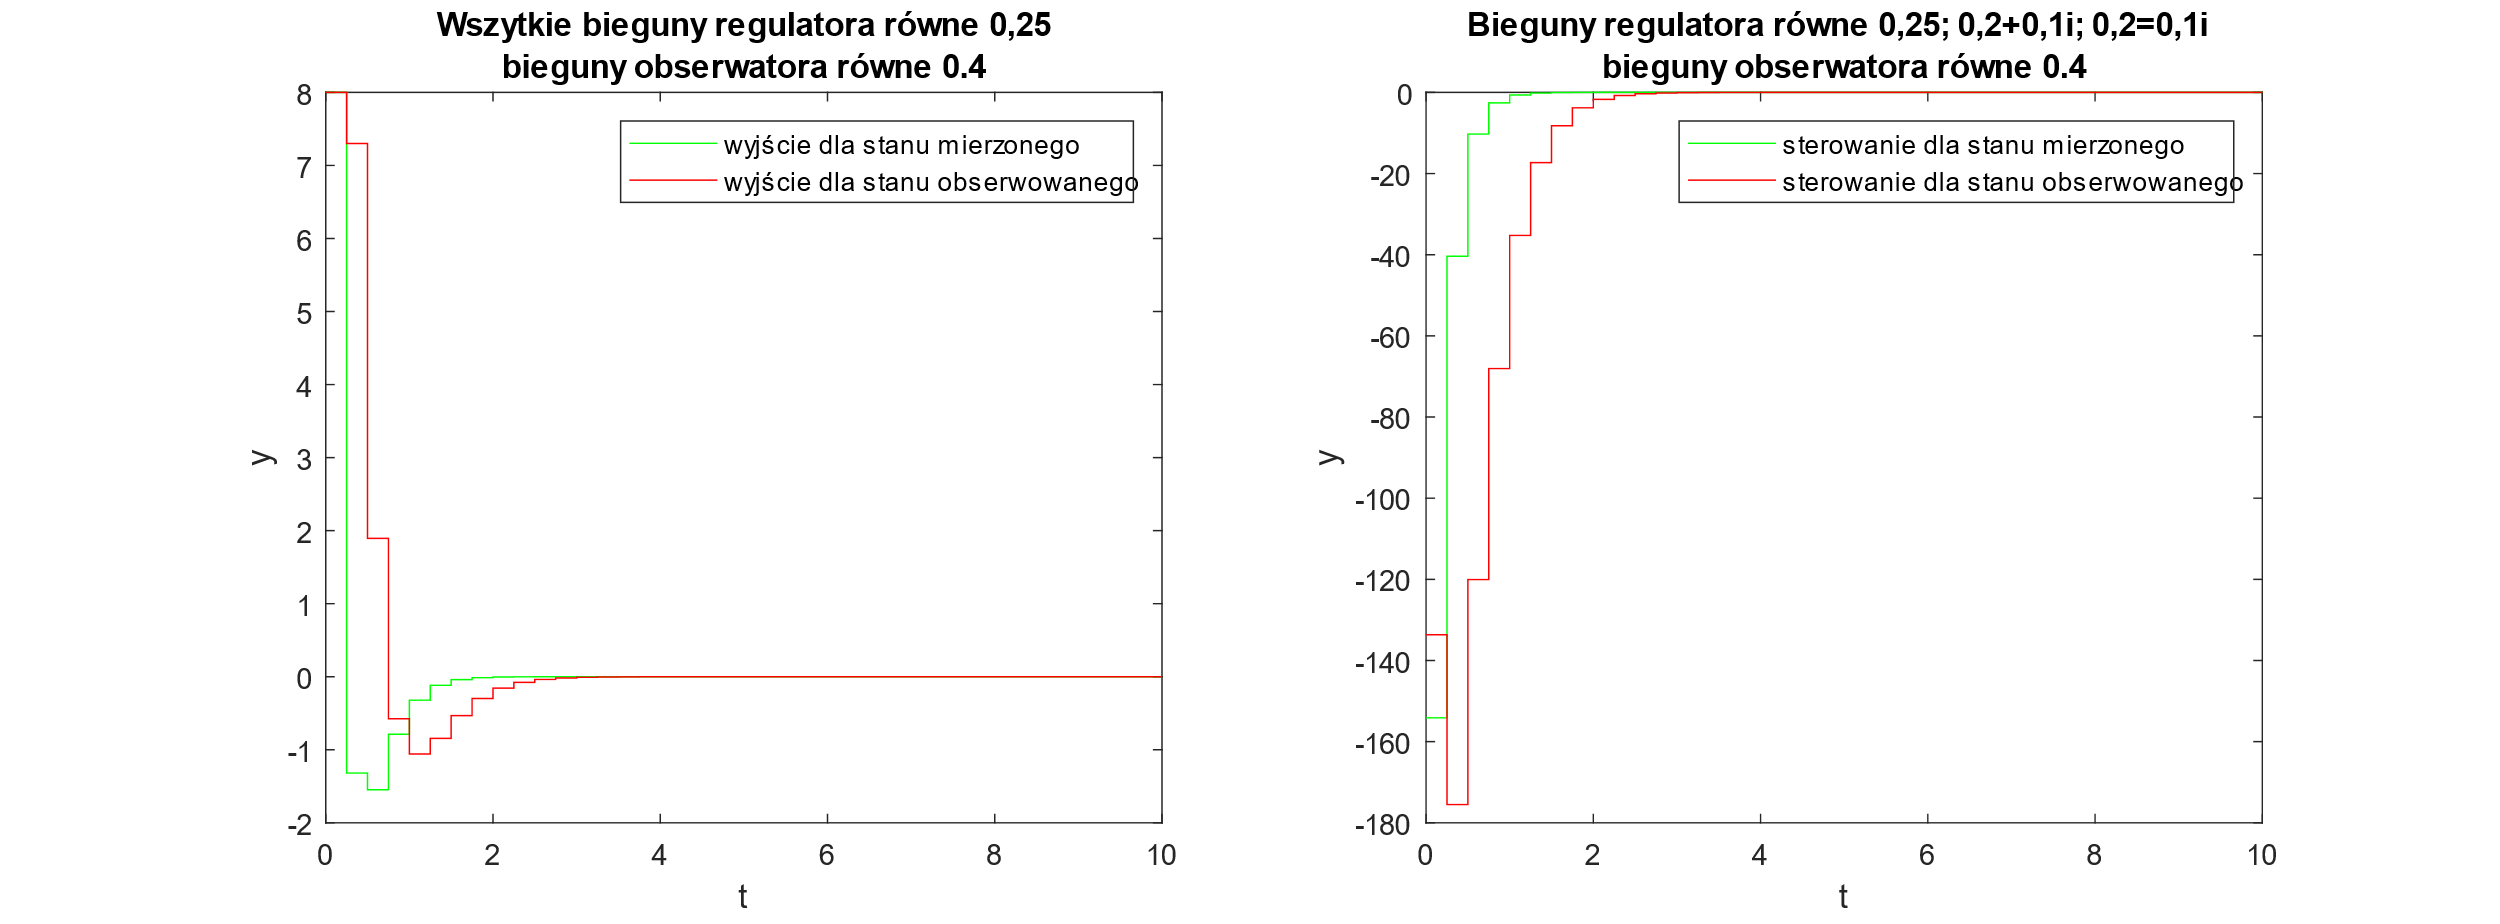 Wszytkie bieguny regulatora równe 0,25
bieguny obserwatora równe 0.4
8
7
6
5
4
3
2
1
0
-1
-2
y
wyjście dla stanu mierzonego
wyjście dla stanu obserwowanego
0
2
4
6
8
10
t
Bieguny regulatora równe 0,25; 0,2+0,1i; 0,2=0,1i
bieguny obserwatora równe 0.4
0
-20
-40
-60
-80
-100
-120
-140
-160
-180
y
sterowanie dla stanu mierzonego
sterowanie dla stanu obserwowanego
0
2
4
6
8
10
t